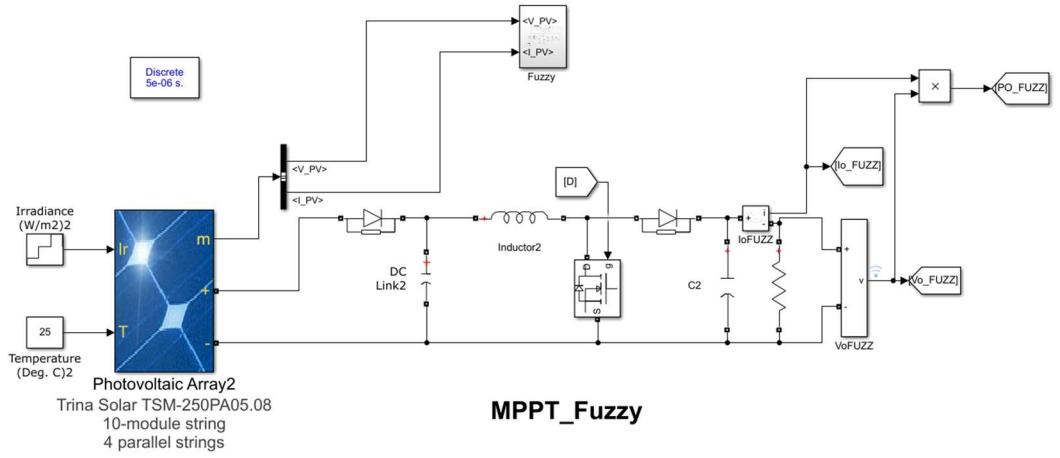 <V_PV>
<I_PV>
Fuzzy
Discrete
5e-06 s.
×
[PO_FUZZ]
<V_PV>
<I_PV>
[Io_FUZZ]
[D]
Irradiance
(W/m2)2
Ir
m
+
i
+
-
IoFUZZ
Inductor2
DC
Link2
D
g
S
C2
+
v
-
[Vo_FUZZ]
VoFUZZ
+
T
-
25
Temperature
(Deg. C)2
Photovoltaic Array2
Trina Solar TSM-250PA05.08
10-module string
4 parallel strings
MPPT_Fuzzy